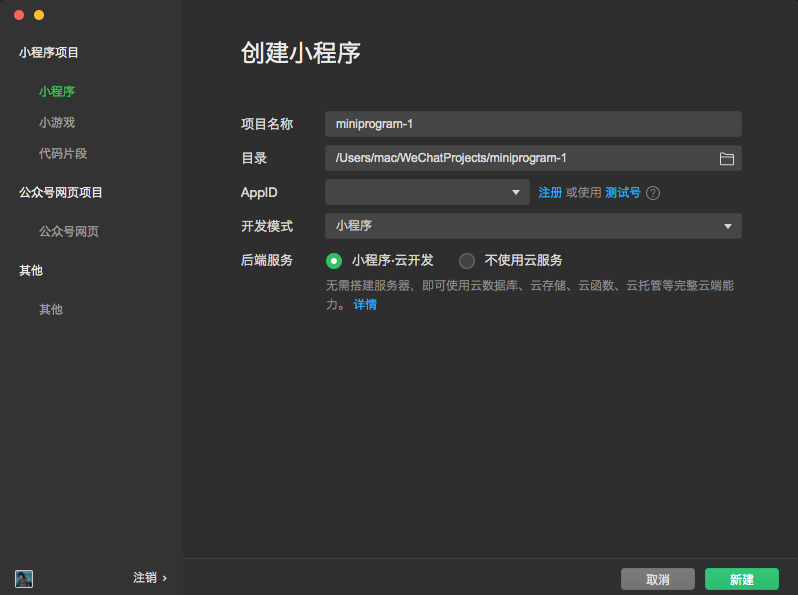 小程序项目
小程序
小游戏
代码片段
公众号网页项目
公众号网页
其他
其他
注销 ›
创建小程序
项目名称 miniprogram-1
目录 /Users/mac/WeChatProjects/miniprogram-1
AppID 注册 或使用 测试号 ?
开发模式 小程序
后端服务 小程序·云开发 不使用云服务
无需搭建服务器，即可使用云数据库、云存储、云函数、云托管等完整云端能
力。 详情
取消 新建